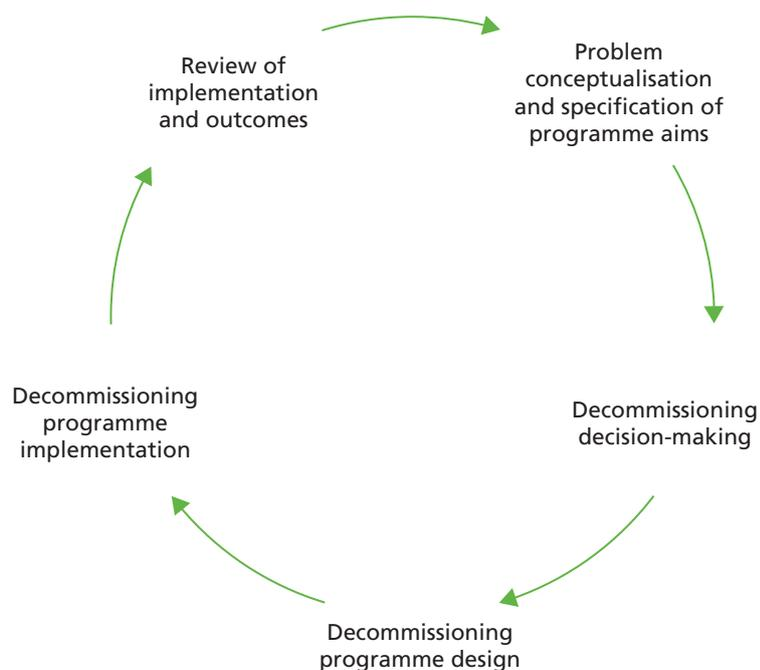 Review of
implementation
and outcomes
Problem
conceptualisation
and specification of
programme aims
Decommissioning
decision-making
Decommissioning
programme design
Decommissioning
programme
implementation